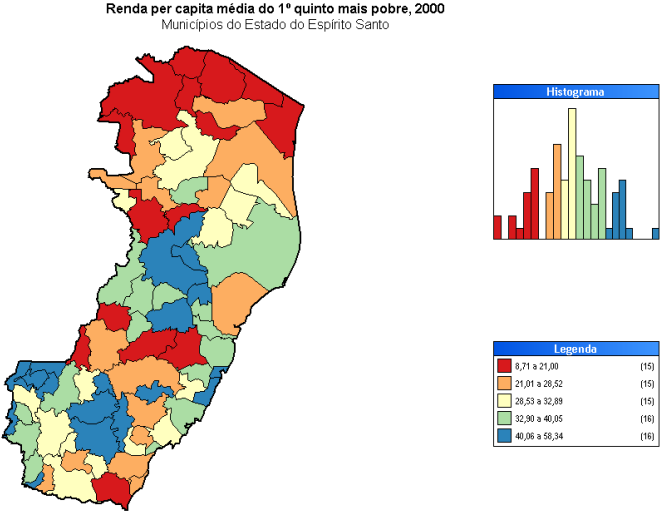 Renda per capita média do 1º quinto mais pobre, 2000
Municípios do Estado do Espírito Santo
Histograma
Legenda
8,71 a 21,00 (15)
21,01 a 28,52 (15)
28,53 a 32,89 (15)
32,90 a 40,05 (16)
40,06 a 58,34 (16)